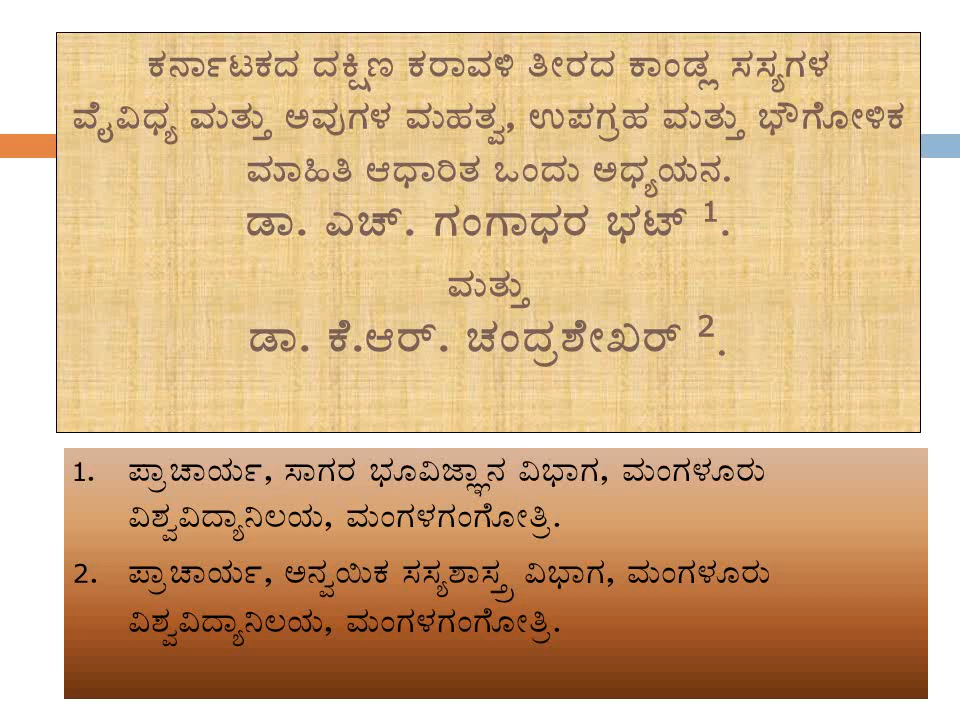 ಕರ್ನಾಟಕದ ದಕ್ಷಿಣ ಕರಾವಳಿ ತೀರದ ಕಾಂಡ್ಲ ಸಸ್ಯಗಳ
ವೈವಿಧ್ಯ ಮತ್ತು ಅವುಗಳ ಮಹತ್ವ, ಉಪಗ್ರಹ ಮತ್ತು ಭೌಗೋಳಿಕ
ಮಾಹಿತಿ ಆಧಾರಿತ ಒಂದು ಅಧ್ಯಯನ.
ಡಾ. ಎಚ್. ಗಂಗಾಧರ ಭಟ್ 1.
ಮತ್ತು
ಡಾ. ಕೆ.ಆರ್. ಚಂದ್ರಶೇಖರ್ 2.
1. ಪ್ರಾಚಾರ್ಯ, ಸಾಗರ ಭೂವಿಜ್ಞಾನ ವಿಭಾಗ, ಮಂಗಳೂರು
ವಿಶ್ವವಿದ್ಯಾನಿಲಯ, ಮಂಗಳಗಂಗೋತ್ರಿ.
2. ಪ್ರಾಚಾರ್ಯ, ಅನ್ವಯಿಕ ಸಸ್ಯಶಾಸ್ತ್ರ ವಿಭಾಗ, ಮಂಗಳೂರು
ವಿಶ್ವವಿದ್ಯಾನಿಲಯ, ಮಂಗಳಗಂಗೋತ್ರಿ.